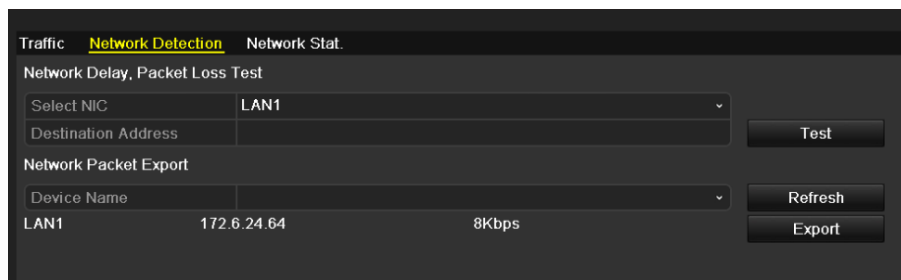 Traffic Network Detection Network Stat.
Network Delay, Packet Loss Test
Select NIC LAN1
Destination Address Test
Network Packet Export
Device Name Refresh
LAN1 172.6.24.64 8Kbps Export